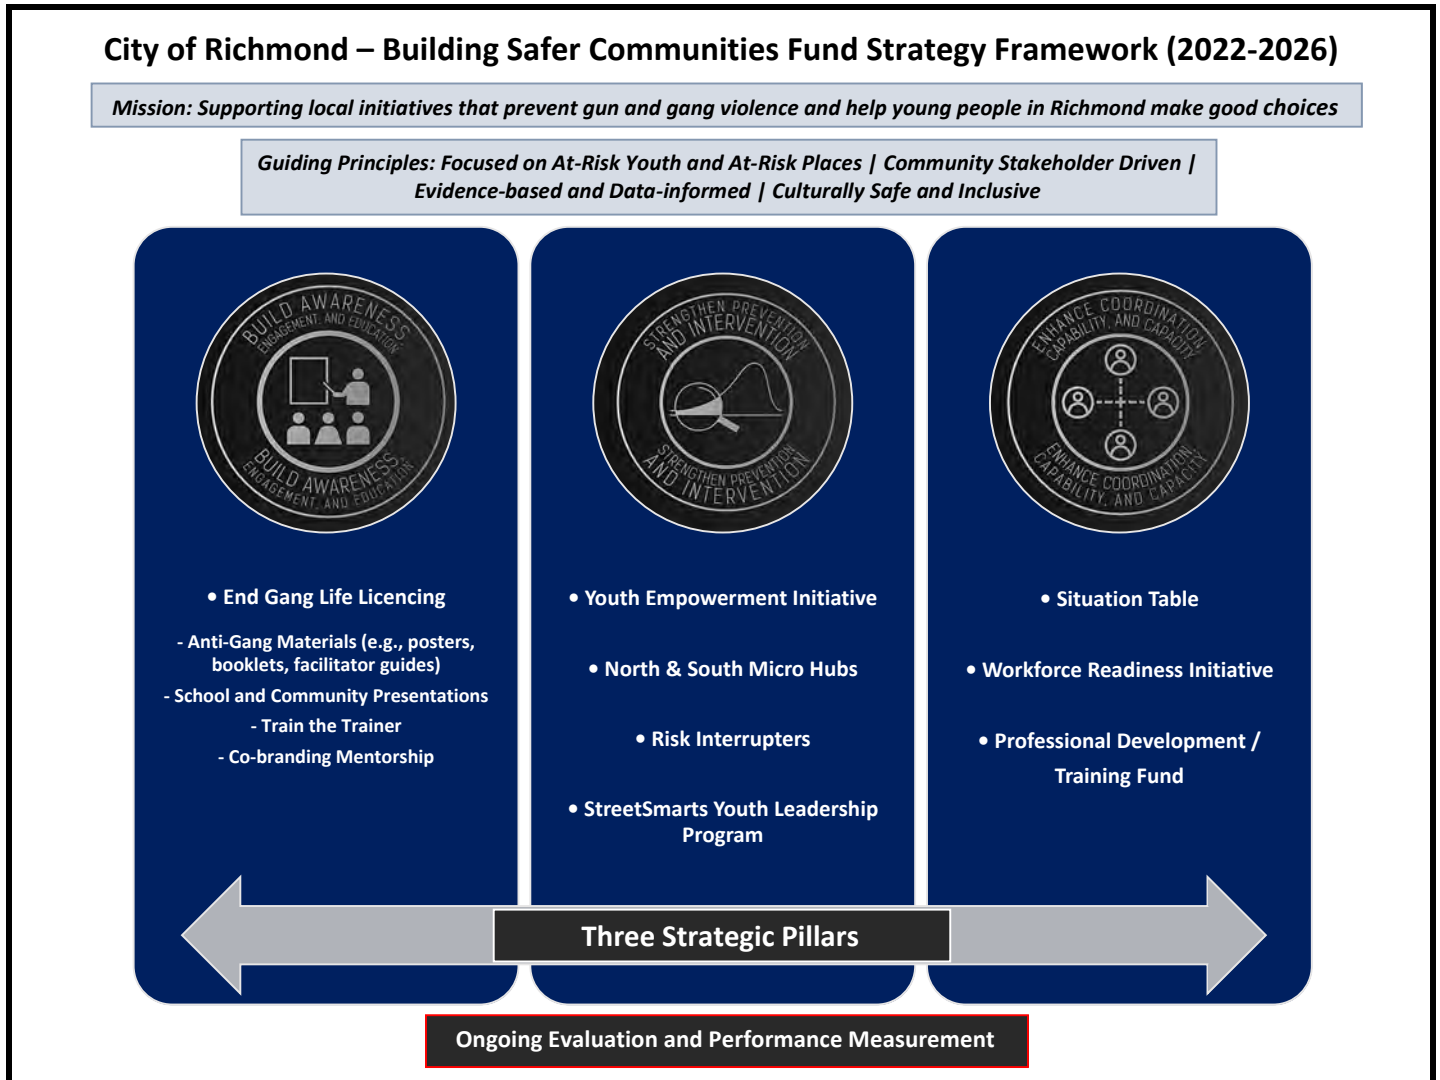 City of Richmond – Building Safer Communities Fund Strategy Framework (2022-2026)
Mission: Supporting local initiatives that prevent gun and gang violence and help young people in Richmond make good choices
Guiding Principles: Focused on At-Risk Youth and At-Risk Places | Community Stakeholder Driven |
Evidence-based and Data-informed | Culturally Safe and Inclusive
BUILD AWARENESS,
ENGAGEMENT, AND EDUCATION
BUILD AWARENESS,
ENGAGEMENT, AND EDUCATION
• End Gang Life Licencing
- Anti-Gang Materials (e.g., posters,
booklets, facilitator guides)
- School and Community Presentations
- Train the Trainer
- Co-branding Mentorship
STRENGTHEN PREVENTION
AND INTERVENTION
STRENGTHEN PREVENTION
AND INTERVENTION
• Youth Empowerment Initiative
• North & South Micro Hubs
• Risk Interrupters
• StreetSmarts Youth Leadership
Program
ENHANCE COORDINATION,
CAPABILITY, AND CAPACITY
ENHANCE COORDINATION,
CAPABILITY, AND CAPACITY
• Situation Table
• Workforce Readiness Initiative
• Professional Development /
Training Fund
Three Strategic Pillars
Ongoing Evaluation and Performance Measurement